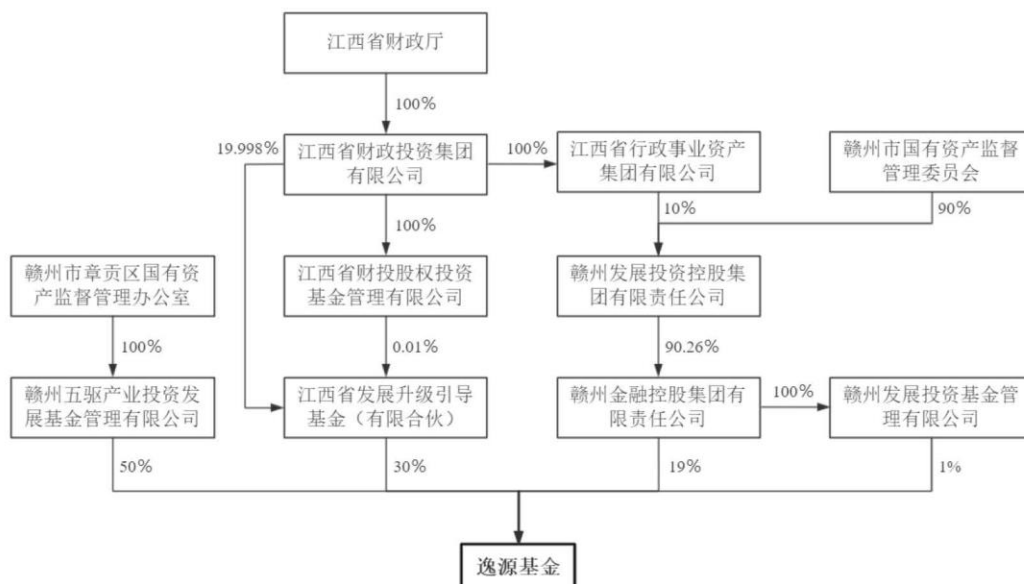 江西省财政厅
100%
19.998%
江西省财政投资集团
有限公司
100%
江西省行政事业资产
集团有限公司
赣州市国有资产监督
管理委员会
100%
10%
90%
赣州市章贡区国有资
产监督管理办公室
江西省财投股权投资
基金管理有限公司
赣州发展投资控股集
团有限责任公司
100%
0.01%
90.26%
赣州五驱产业投资发
展基金管理有限公司
江西省发展升级引导
基金（有限合伙）
赣州金融控股集团有
限责任公司
100%
赣州发展投资基金管
理有限公司
50%
30%
19%
1%
逸源基金